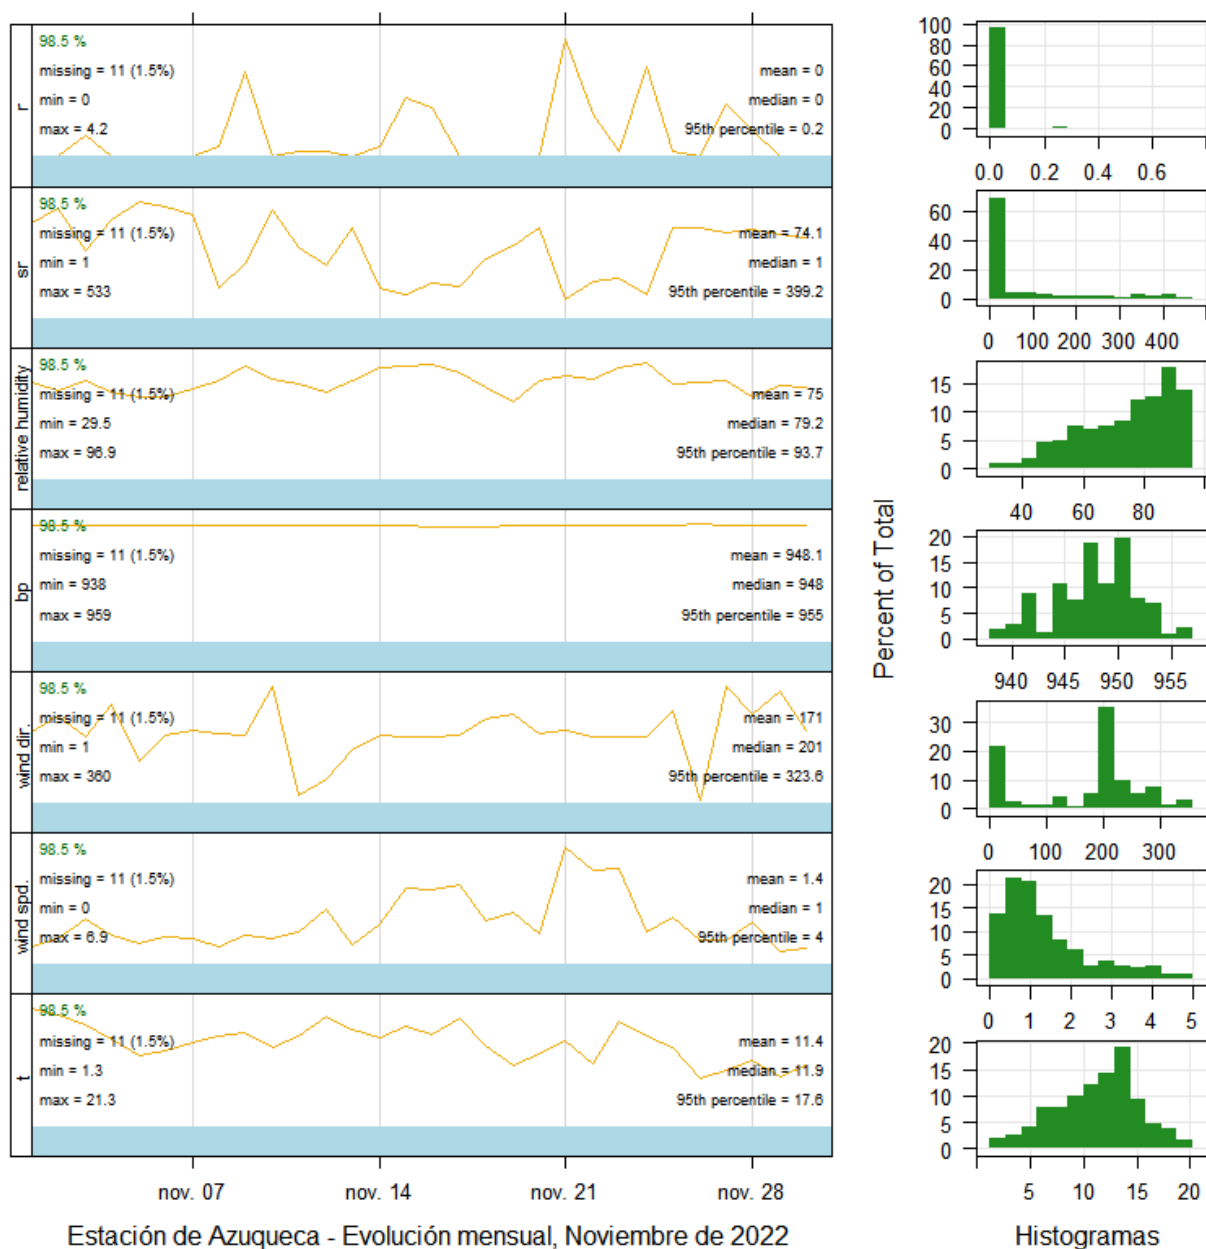 r
98.5 %
missing = 11 (1.5%)
min = 0
max = 4.2
mean = 0
median = 0
95th percentile = 0.2
sr
98.5 %
missing = 11 (1.5%)
min = 1
max = 533
mean = 74.1
median = 1
95th percentile = 399.2
relative humidity
98.5 %
missing = 11 (1.5%)
min = 29.5
max = 96.9
mean = 75
median = 79.2
95th percentile = 93.7
bp
98.5 %
missing = 11 (1.5%)
min = 938
max = 959
mean = 948.1
median = 948
95th percentile = 955
wind dir.
98.5 %
missing = 11 (1.5%)
min = 1
max = 360
mean = 171
median = 201
95th percentile = 323.6
wind spd.
98.5 %
missing = 11 (1.5%)
min = 0
max = 6.9
mean = 1.4
median = 1
95th percentile = 4
t
98.5 %
missing = 11 (1.5%)
min = 1.3
max = 21.3
mean = 11.4
median = 11.9
95th percentile = 17.6
nov. 07 nov. 14 nov. 21 nov. 28
Estación de Azuqueca - Evolución mensual, Noviembre de 2022
Percent of Total
100
80
60
40
20
0
0.0 0.2 0.4 0.6
60
40
20
0
0 100 200 300 400
15
10
5
0
40 60 80
20
15
10
5
0
940 945 950 955
30
20
10
0
0 100 200 300
20
15
10
5
0
0 1 2 3 4 5
20
15
10
5
0
5 10 15 20
Histogramas